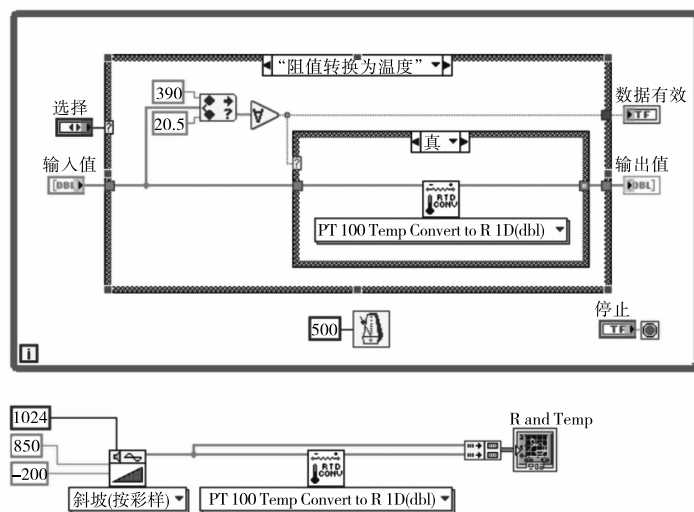 “阻值转换为温度”
390
20.5
选择
数据有效
TF
真
输入值
DBL
输出值
DBL
RTD
CONV
PT 100 Temp Convert to R 1D(dbl)
500
停止
TF
i
1024
850
-200
R and Temp
RTD
CONV
斜坡(按彩样)
PT 100 Temp Convert to R 1D(dbl)